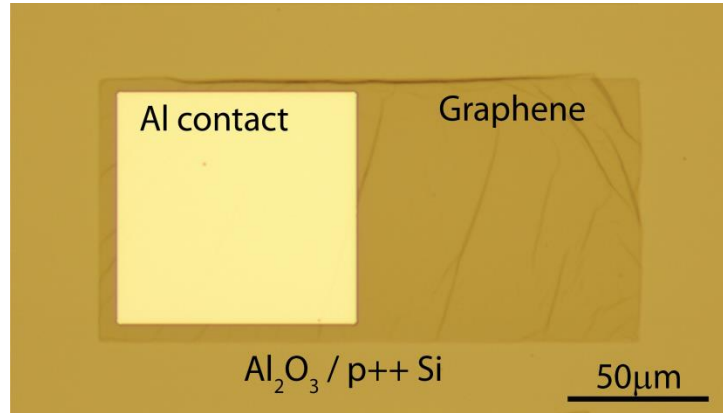 Al contact
Graphene
Al₂O₃ / p++ Si
50μm